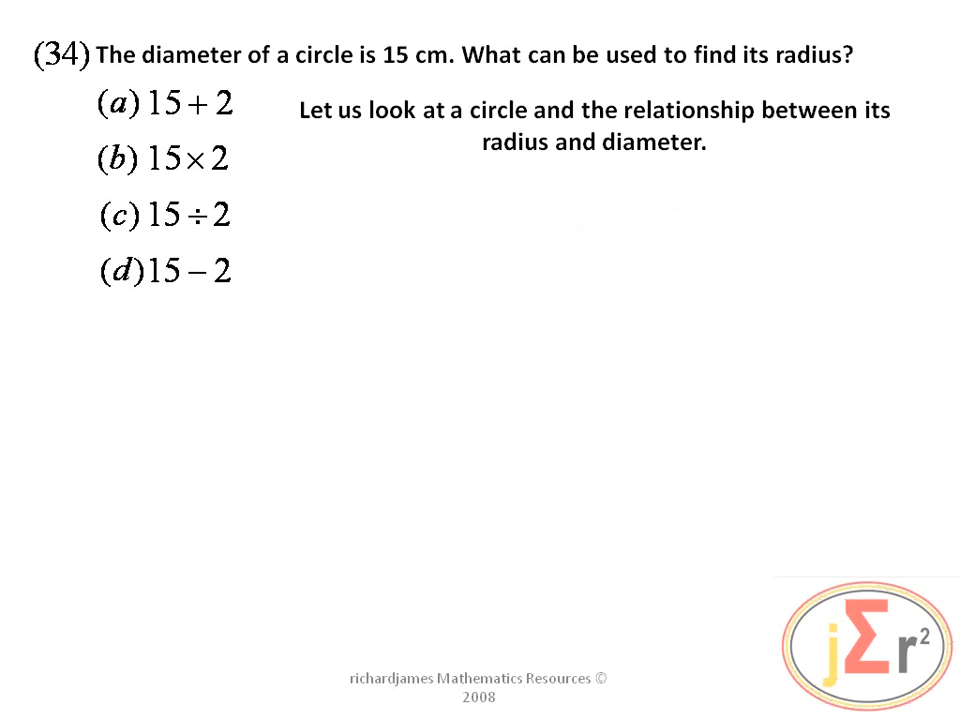 (34) The diameter of a circle is 15 cm. What can be used to find its radius?
(a) 15 + 2
Let us look at a circle and the relationship between its
radius and diameter.
(b) 15 × 2
(c) 15 ÷ 2
(d) 15 − 2
jΣr²
richardjames Mathematics Resources ©
2008